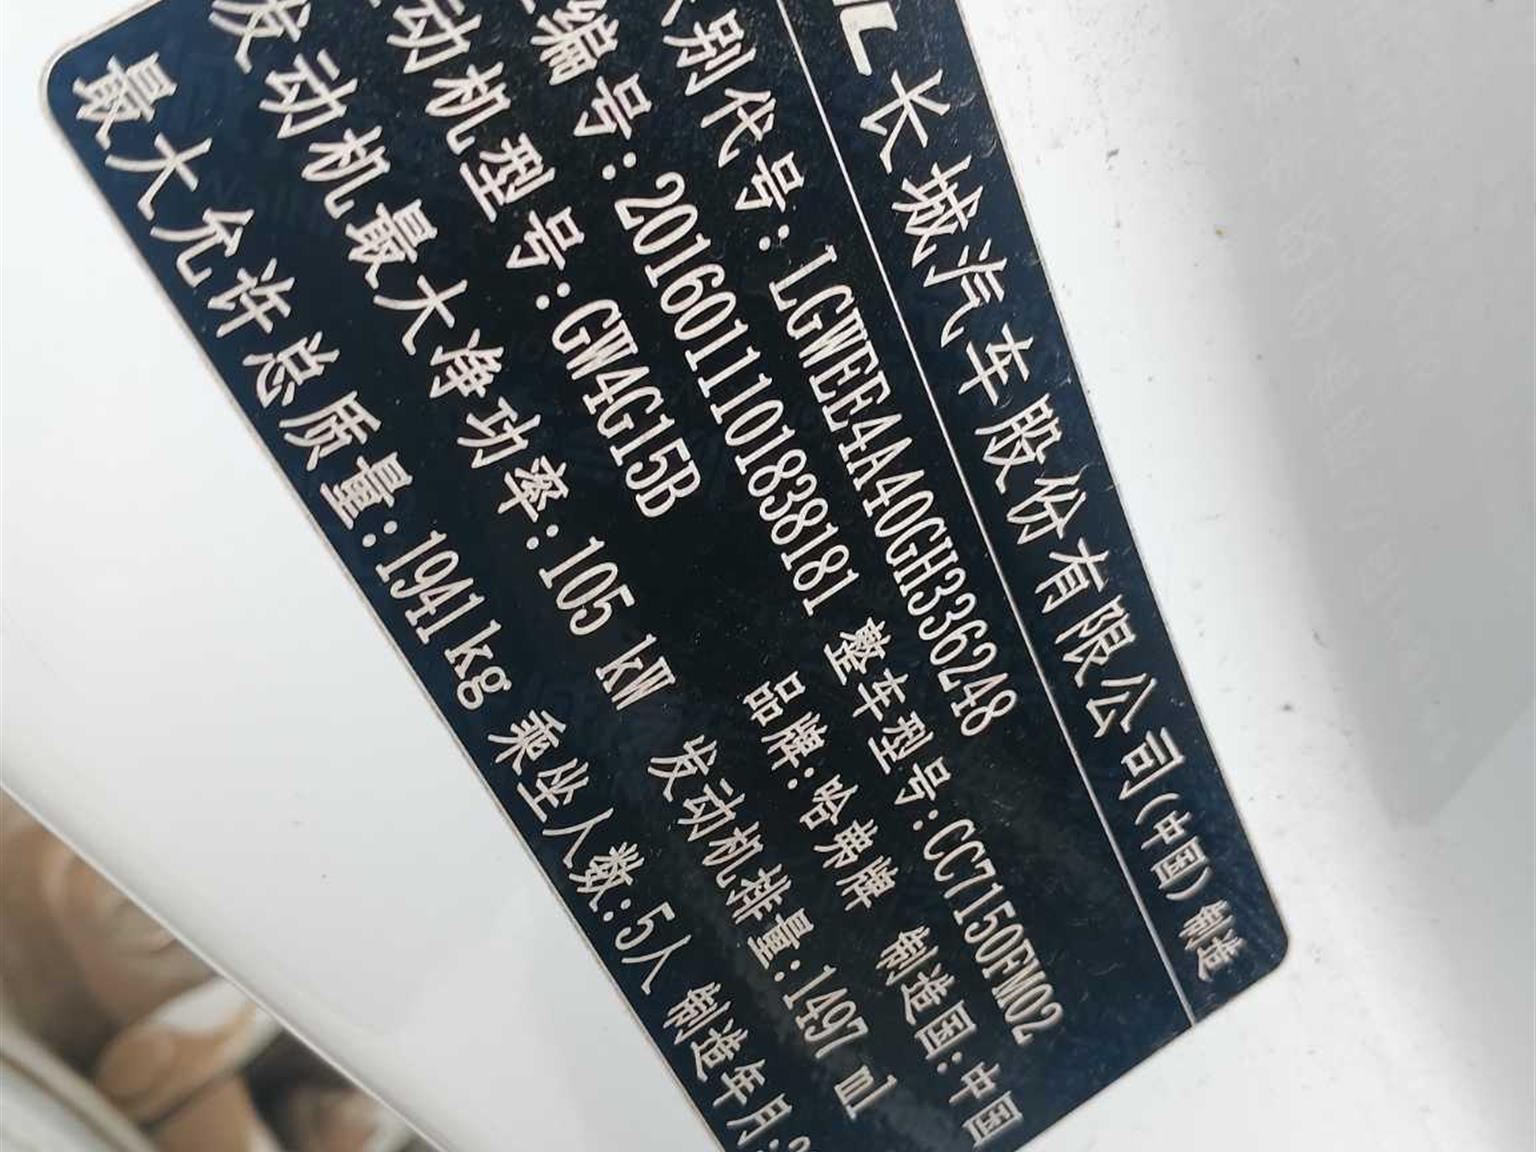 长城汽车股份有限公司(中国)制造
别代号:LGWEE4A40GH336248
编号:2016011101838181 整车型号:CC7150FM02
动机型号:GW4G15B 品牌:哈弗牌 制造国:中国
发动机最大净功率:105 kW 发动机排量:1497 ml
最大允许总质量:1941kg 乘坐人数:5人 制造年月: